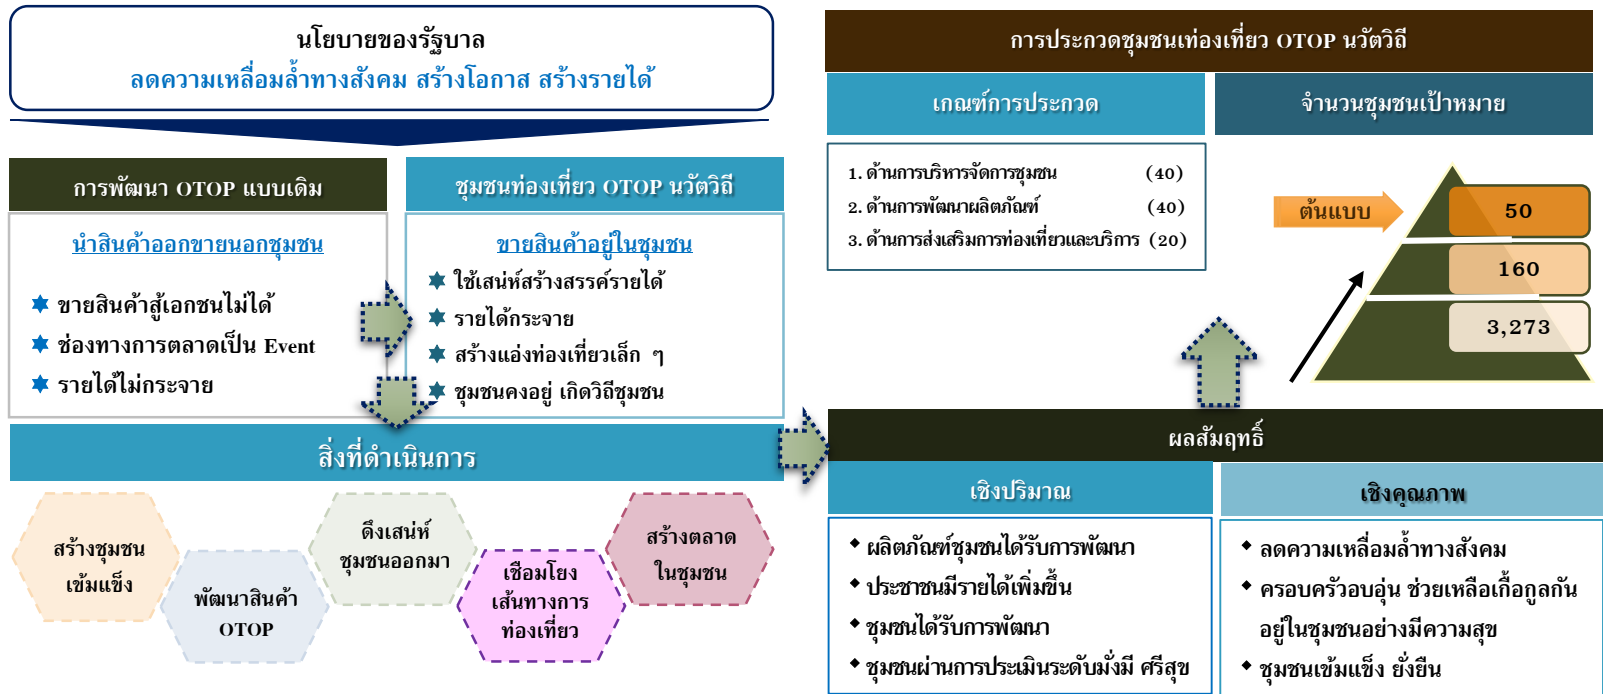 นโยบายของรัฐบาล
ลดความเหลื่อมล้ำทางสังคม สร้างโอกาส สร้างรายได้
การพัฒนา OTOP แบบเดิม
นำสินค้าออกขายนอกชุมชน
ขายสินค้าสู้เอกชนไม่ได้
ช่องทางการตลาดเป็น Event
รายได้ไม่กระจาย
ชุมชนท่องเที่ยว OTOP นวัตวิถี
ขายสินค้าอยู่ในชุมชน
ใช้เสน่ห์สร้างสรรค์รายได้
รายได้กระจาย
สร้างแอ่งท่องเที่ยวเล็ก ๆ
ชุมชนคงอยู่ เกิดวิถีชุมชน
สิ่งที่ดำเนินการ
สร้างชุมชน
เข้มแข็ง
พัฒนาสินค้า
OTOP
ดึงเสน่ห์
ชุมชนออกมา
เชื่อมโยง
เส้นทางการ
ท่องเที่ยว
สร้างตลาด
ในชุมชน
การประกวดชุมชนเท่องเที่ยว OTOP นวัตวิถี
เกณฑ์การประกวด
1. ด้านการบริหารจัดการชุมชน (40)
2. ด้านการพัฒนาผลิตภัณฑ์ (40)
3. ด้านการส่งเสริมการท่องเที่ยวและบริการ (20)
จำนวนชุมชนเป้าหมาย
ต้นแบบ
50
160
3,273
ผลสัมฤทธิ์
เชิงปริมาณ
ผลิตภัณฑ์ชุมชนได้รับการพัฒนา
ประชาชนมีรายได้เพิ่มขึ้น
ชุมชนได้รับการพัฒนา
ชุมชนผ่านการประเมินระดับมั่งมี ศรีสุข
เชิงคุณภาพ
ลดความเหลื่อมล้ำทางสังคม
ครอบครัวอบอุ่น ช่วยเหลือเกื้อกูลกัน
อยู่ในชุมชนอย่างมีความสุข
ชุมชนเข้มแข็ง ยั่งยืน